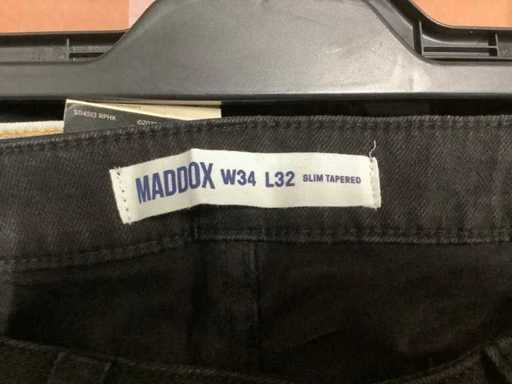 MADDOX W34 L32 SLIM TAPERED